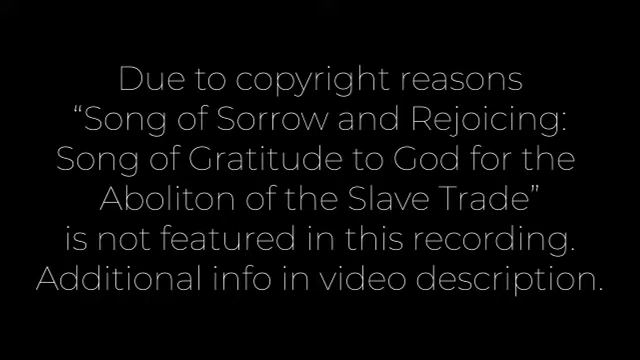 Due to copyright reasons
“Song of Sorrow and Rejoicing:
Song of Gratitude to God for the
Aboliton of the Slave Trade”
is not featured in this recording.
Additional info in video description.